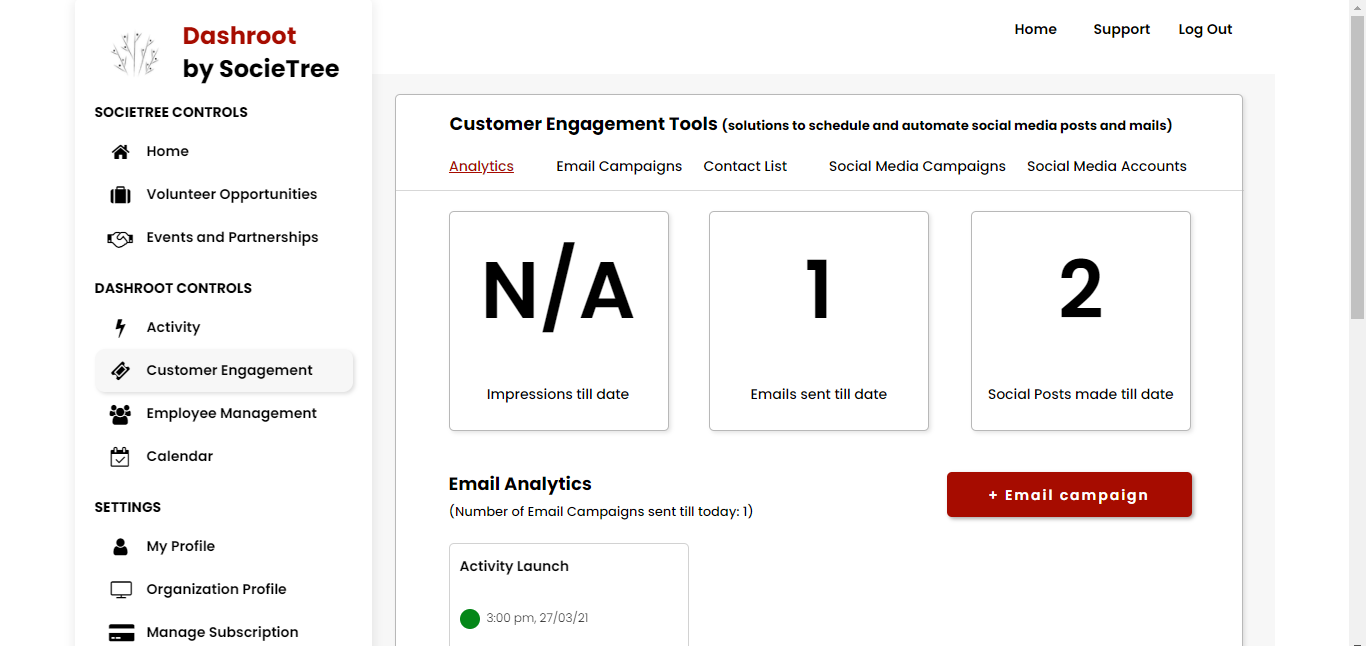 Dashroot
by SocieTree
Home Support Log Out
SOCIETREE CONTROLS
Home
Volunteer Opportunities
Events and Partnerships
DASHROOT CONTROLS
Activity
Customer Engagement
Employee Management
Calendar
SETTINGS
My Profile
Organization Profile
Manage Subscription
Customer Engagement Tools (solutions to schedule and automate social media posts and mails)
Analytics Email Campaigns Contact List Social Media Campaigns Social Media Accounts
N/A
Impressions till date
1
Emails sent till date
2
Social Posts made till date
Email Analytics
(Number of Email Campaigns sent till today: 1)
+ Email campaign
Activity Launch
3:00 pm, 27/03/21